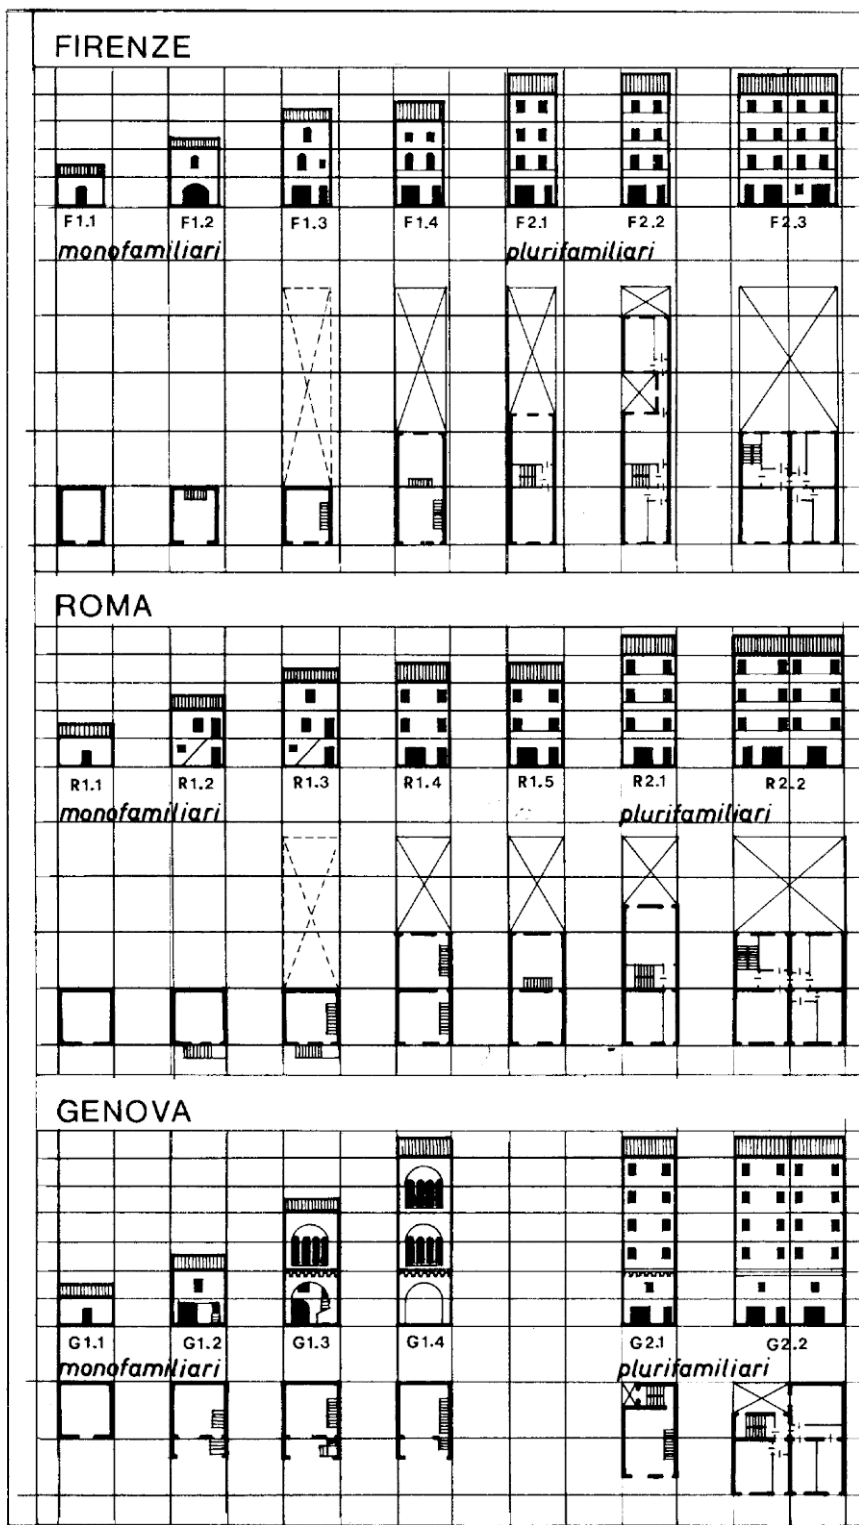 FIRENZE
F1.1 F1.2 F1.3 F1.4 F2.1 F2.2 F2.3
monofamiliari plurifamiliari
ROMA
R1.1 R1.2 R1.3 R1.4 R1.5 R2.1 R2.2
monofamiliari plurifamiliari
GENOVA
G1.1 G1.2 G1.3 G1.4 G2.1 G2.2
monofamiliari plurifamiliari